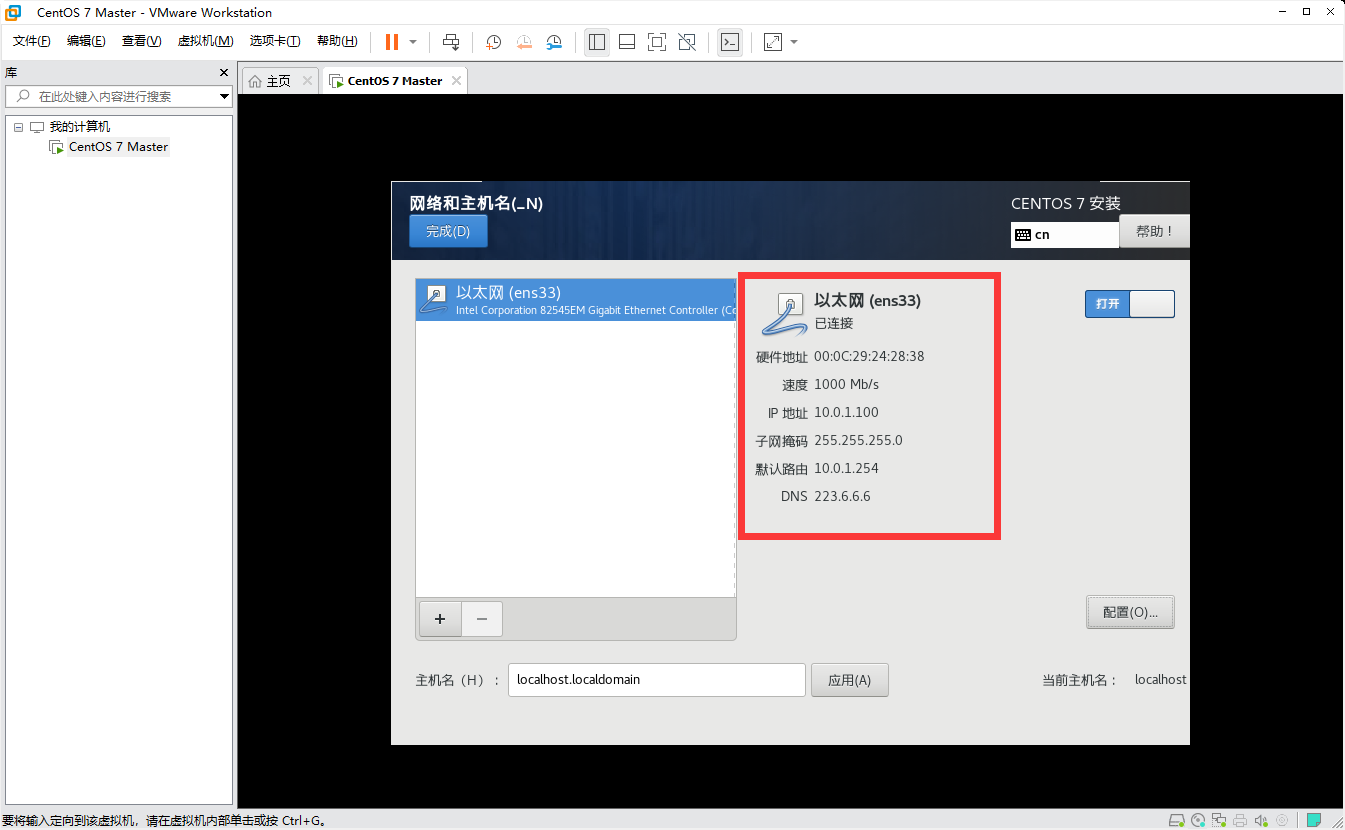 CentOS 7 Master - VMware Workstation
文件(F) 编辑(E) 查看(V) 虚拟机(M) 选项卡(T) 帮助(H)
库
在此处键入内容进行搜索
我的计算机
CentOS 7 Master
主页
CentOS 7 Master
网络和主机名(_N)
完成(D)
CENTOS 7 安装
cn
帮助！
以太网 (ens33)
Intel Corporation 82545EM Gigabit Ethernet Controller (Co
以太网 (ens33)
已连接
打开
硬件地址 00:0C:29:24:28:38
速度 1000 Mb/s
IP 地址 10.0.1.100
子网掩码 255.255.255.0
默认路由 10.0.1.254
DNS 223.6.6.6
+ −
配置(O)...
主机名（H）： localhost.localdomain 应用(A) 当前主机名： localhost
要将输入定向到该虚拟机，请在虚拟机内部单击或按 Ctrl+G。